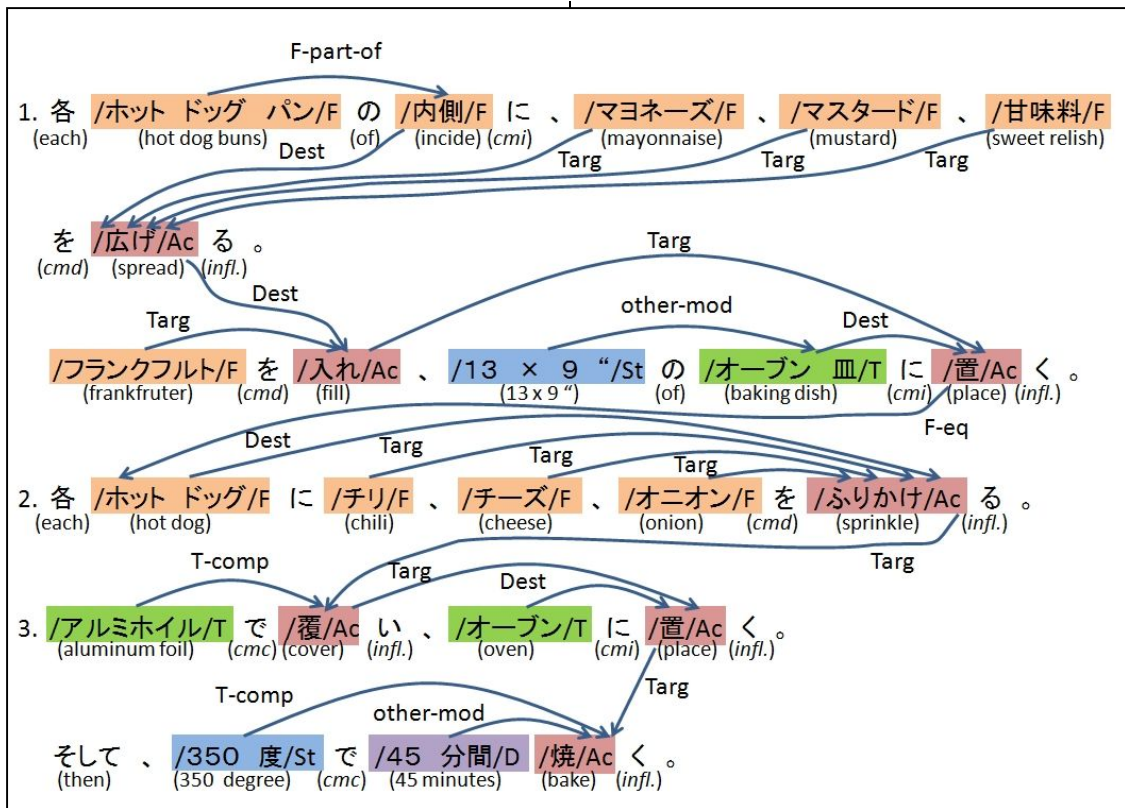 F-part-of
1. 各 /ホット ドッグ パン/F の /内側/F に 、 /マヨネーズ/F 、 /マスタード/F 、 /甘味料/F
(each) (hot dog buns) (of) (incide) (cmi) (mayonnaise) (mustard) (sweet relish)
Dest Targ Targ Targ
を /広げ/Ac る 。
(cmd) (spread) (infl.)
Targ
Dest
Targ other-mod Dest
/フランクフルト/F を /入れ/Ac 、 /13 × 9 “/St の /オーブン 皿/T に /置/Ac く 。
(frankfruter) (cmd) (fill) (13 x 9 “) (of) (baking dish) (cmi) (place) (infl.)
F-eq
Dest Targ Targ Targ
2. 各 /ホット ドッグ/F に /チリ/F 、 /チーズ/F 、 /オニオン/F を /ふりかけ/Ac る 。
(each) (hot dog) (chili) (cheese) (onion) (cmd) (sprinkle) (infl.)
T-comp Targ Dest Targ
3. /アルミホイル/T で /覆/Ac い 、 /オーブン/T に /置/Ac く 。
(aluminum foil) (cmc) (cover) (infl.) (oven) (cmi) (place) (infl.)
T-comp Targ
other-mod
そして 、 /350 度/St で /45 分間/D /焼/Ac く 。
(then) (350 degree) (cmc) (45 minutes) (bake) (infl.)